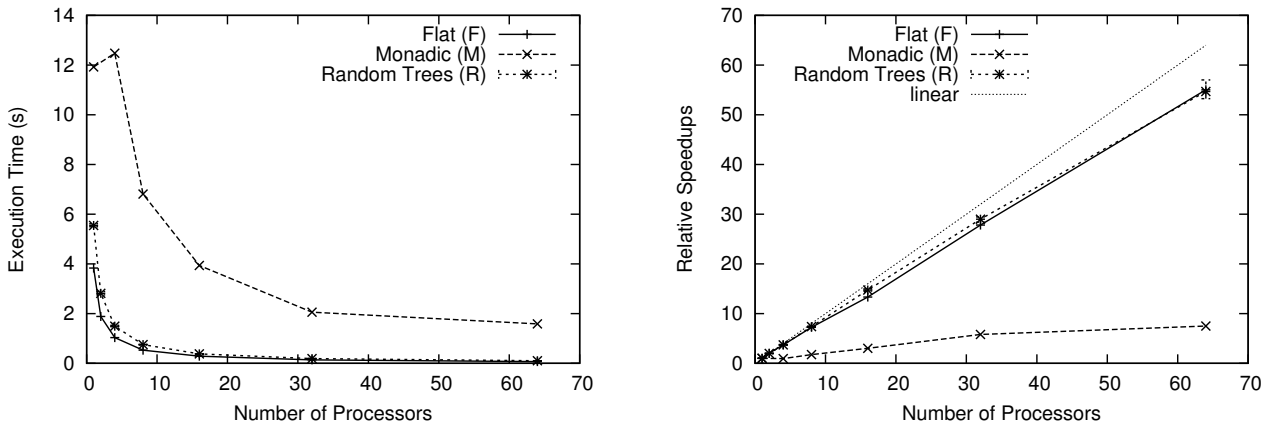 Execution Time (s)
14
12
10
8
6
4
2
0
0 10 20 30 40 50 60 70
Number of Processors
Flat (F)
Monadic (M)
Random Trees (R)
Relative Speedups
70
60
50
40
30
20
10
0
0 10 20 30 40 50 60 70
Number of Processors
Flat (F)
Monadic (M)
Random Trees (R)
linear